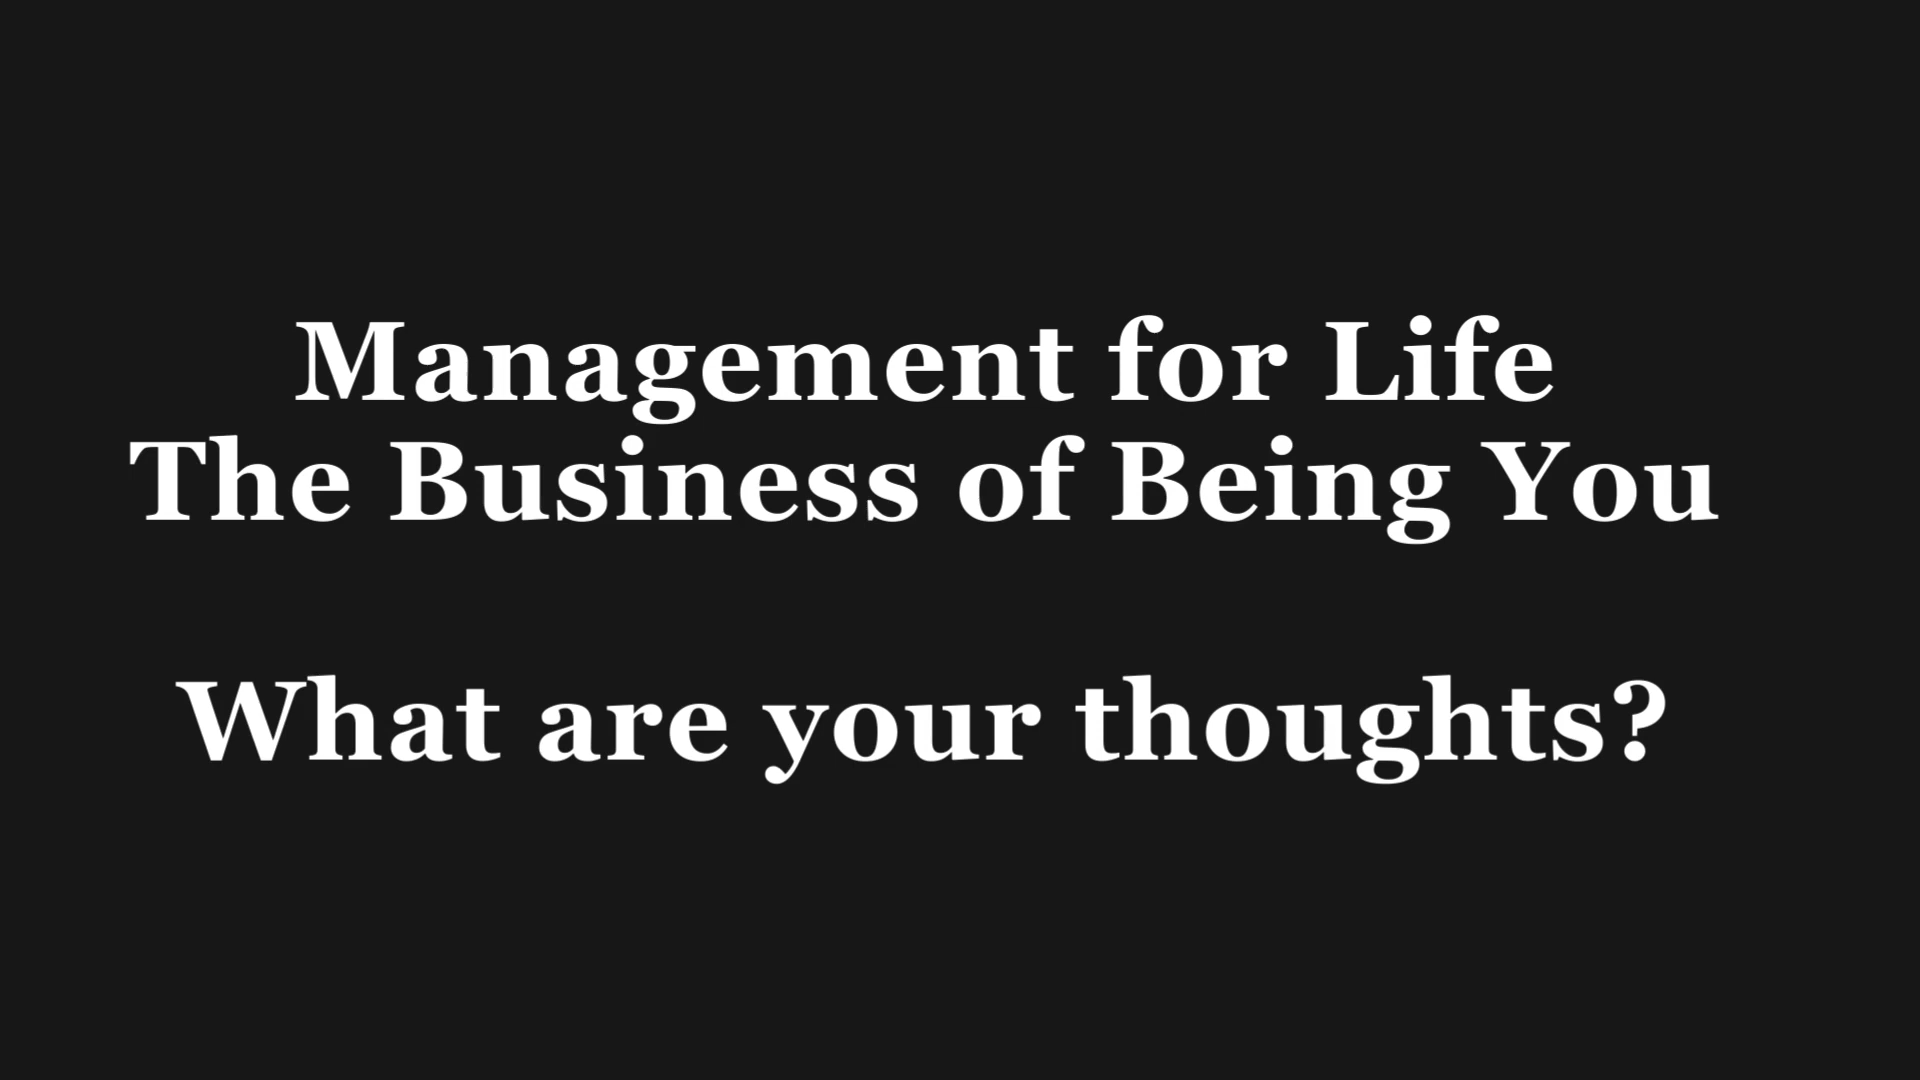 Management for Life
The Business of Being You
What are your thoughts?